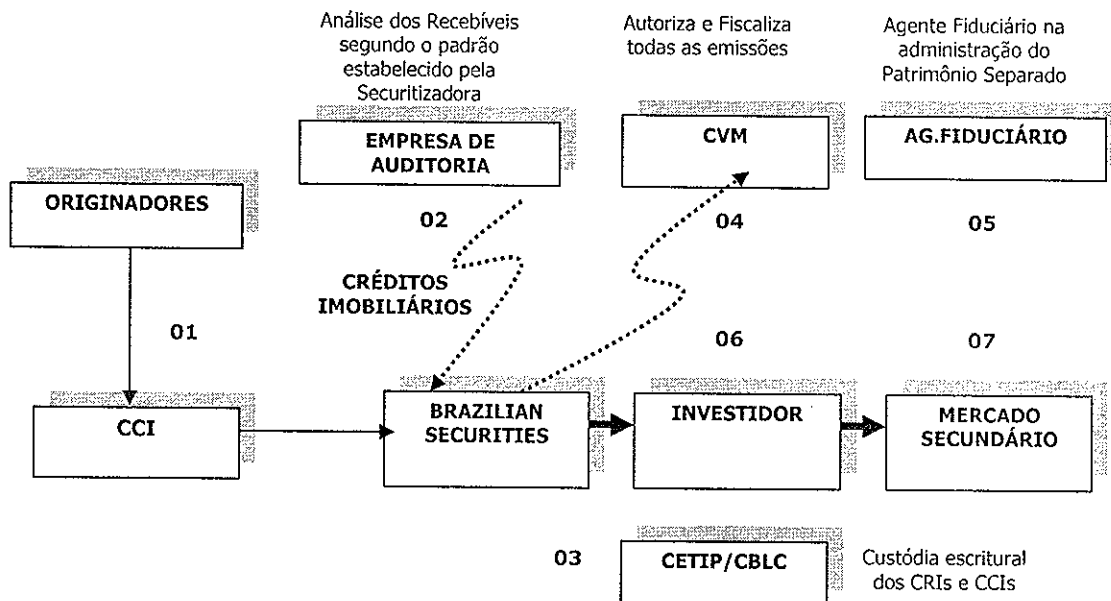 Análise dos Recebíveis
segundo o padrão
estabelecido pela
Securitizadora
Autoriza e Fiscaliza
todas as emissões
Agente Fiduciário na
administração do
Patrimônio Separado
EMPRESA DE
AUDITORIA
CVM
AG.FIDUCIÁRIO
ORIGINADORES
02
04
05
CRÉDITOS
IMOBILIÁRIOS
01
06
07
CCI
BRAZILIAN
SECURITIES
INVESTIDOR
MERCADO
SECUNDÁRIO
03
CETIP/CBLC
Custódia escritural
dos CRIs e CCIs